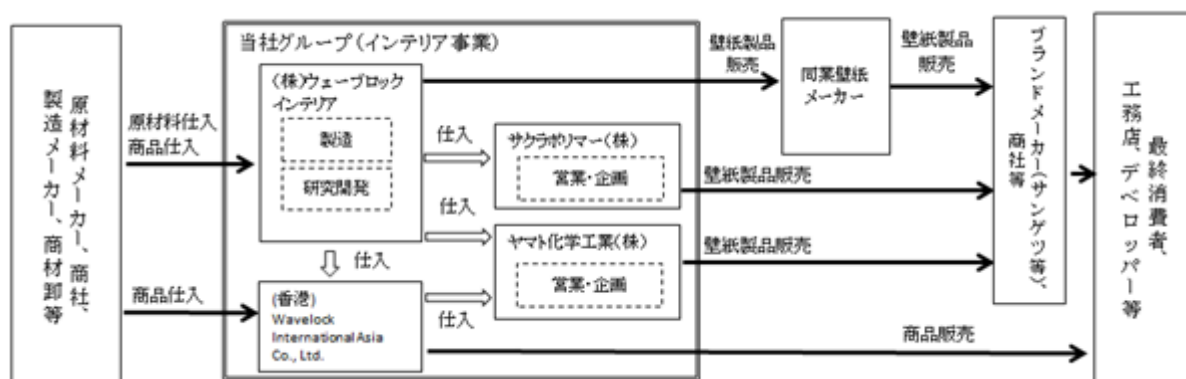 原材料メーカー、商社、
製造メーカー、商材卸等
原材料仕入
商品仕入
商品仕入
当社グループ(インテリア事業)
(株)ウェーブロック
インテリア
製造
研究開発
仕入
仕入
仕入
仕入
(香港)
Wavelock
International Asia
Co., Ltd.
サクラポリマー(株)
営業・企画
ヤマト化学工業(株)
営業・企画
壁紙製品
販売
同業壁紙
メーカー
壁紙製品
販売
壁紙製品販売
壁紙製品販売
商品販売
ブランドメーカー(サンゲツ等)、
商社等
最終消費者、
工務店、デベロッパー等